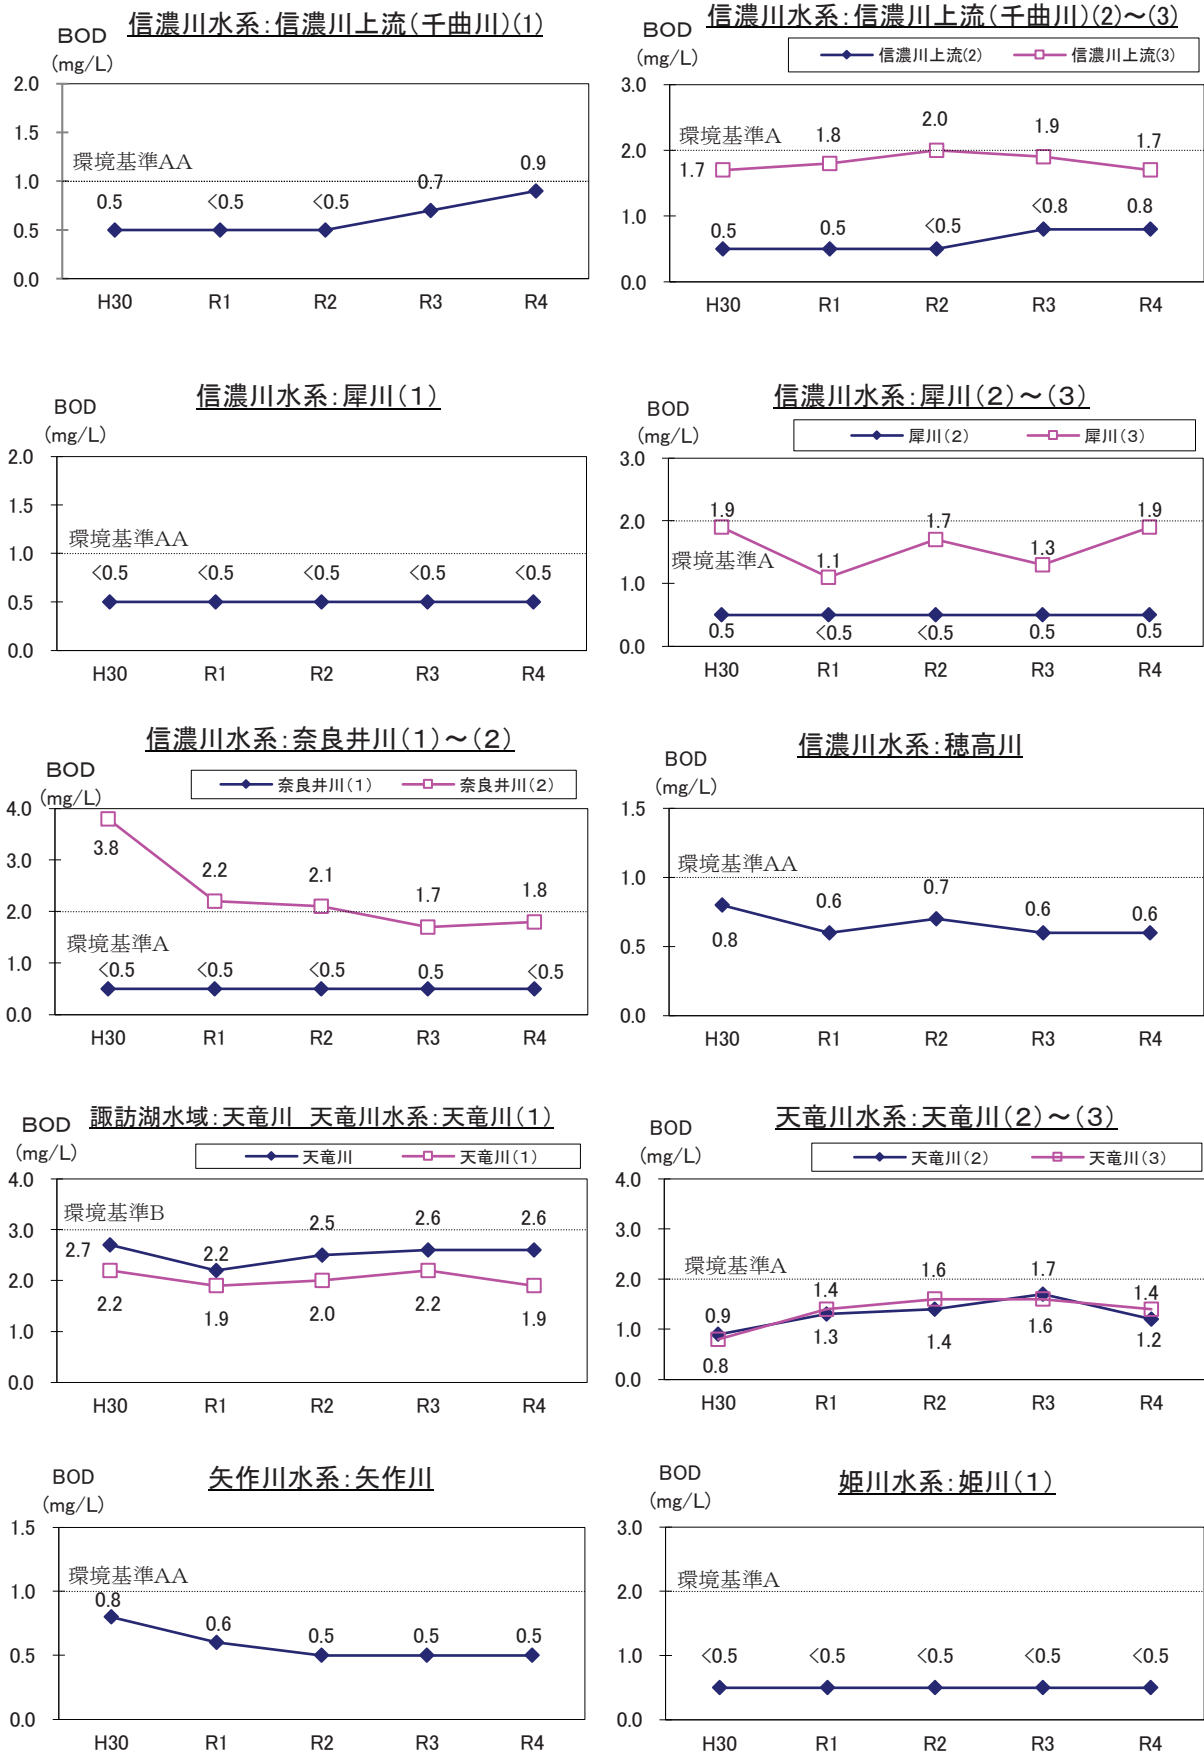 信濃川水系：信濃川上流（千曲川）（1）
BOD
（mg/L）
2.0
1.5
環境基準AA
1.0
0.5
0.0
0.5 <0.5 <0.5 0.7 0.9
H30 R1 R2 R3 R4
信濃川水系：信濃川上流（千曲川）（2）～（3）
BOD
（mg/L）
信濃川上流(2) 信濃川上流(3)
3.0
環境基準A
2.0
1.0
0.0
1.7 1.8 2.0 1.9 1.7
0.5 0.5 <0.5 <0.8 0.8
H30 R1 R2 R3 R4
信濃川水系：犀川（1）
BOD
（mg/L）
2.0
1.5
環境基準AA
1.0
0.5
0.0
<0.5 <0.5 <0.5 <0.5 <0.5
H30 R1 R2 R3 R4
信濃川水系：犀川（2）～（3）
BOD
（mg/L）
犀川（2） 犀川（3）
3.0
2.0
環境基準A
1.0
0.0
1.9 1.1 1.7 1.3 1.9
0.5 <0.5 <0.5 0.5 0.5
H30 R1 R2 R3 R4
信濃川水系：奈良井川（1）～（2）
BOD
（mg/L）
奈良井川（1） 奈良井川（2）
4.0
3.0
2.0
環境基準A
1.0
0.0
3.8 2.2 2.1 1.7 1.8
<0.5 <0.5 <0.5 0.5 <0.5
H30 R1 R2 R3 R4
信濃川水系：穂高川
BOD
（mg/L）
1.5
環境基準AA
1.0
0.5
0.0
0.8 0.6 0.7 0.6 0.6
H30 R1 R2 R3 R4
諏訪湖水域：天竜川　天竜川水系：天竜川（1）
BOD
（mg/L）
天竜川 天竜川（1）
4.0
環境基準B
3.0
2.0
1.0
0.0
2.7 2.2 2.5 2.6 2.6
2.2 1.9 2.0 2.2 1.9
H30 R1 R2 R3 R4
天竜川水系：天竜川（2）～（3）
BOD
（mg/L）
天竜川（2） 天竜川（3）
4.0
3.0
環境基準A
2.0
1.0
0.0
0.9 1.4 1.6 1.7 1.4
0.8 1.3 1.4 1.6 1.2
H30 R1 R2 R3 R4
矢作川水系：矢作川
BOD
（mg/L）
1.5
環境基準AA
1.0
0.5
0.0
0.8 0.6 0.5 0.5 0.5
H30 R1 R2 R3 R4
姫川水系：姫川（1）
BOD
（mg/L）
3.0
環境基準A
2.0
1.0
0.0
<0.5 <0.5 <0.5 <0.5 <0.5
H30 R1 R2 R3 R4